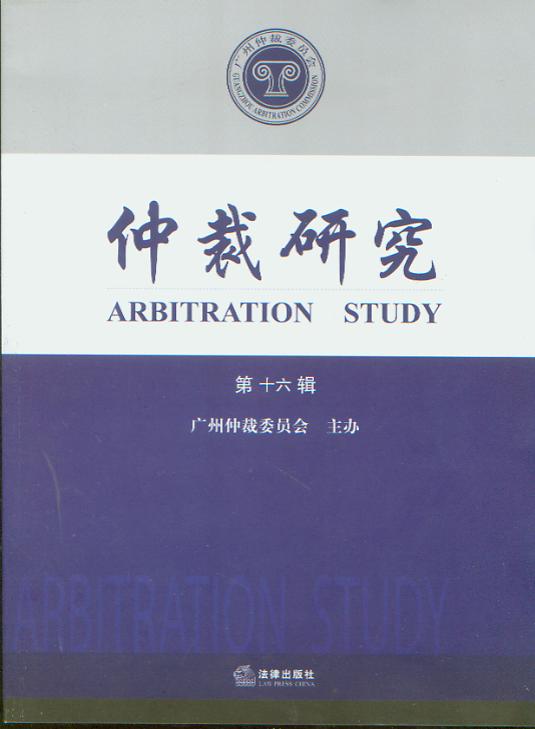 广州仲裁委员会
GUANGZHOU ARBITRATION COMMISSION
仲裁研究
ARBITRATION STUDY
第十六辑
广州仲裁委员会 主办
ARBITRATION STUDY
法律出版社
LAW PRESS CHINA